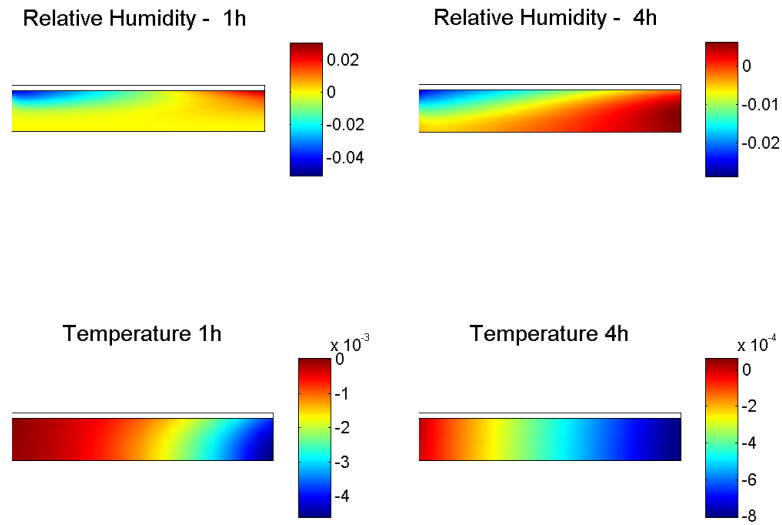 Relative Humidity -  1h
0.02
0
-0.02
-0.04
Relative Humidity -  4h
0
-0.01
-0.02
Temperature 1h
x 10-3
0
-1
-2
-3
-4
Temperature 4h
x 10-4
0
-2
-4
-6
-8